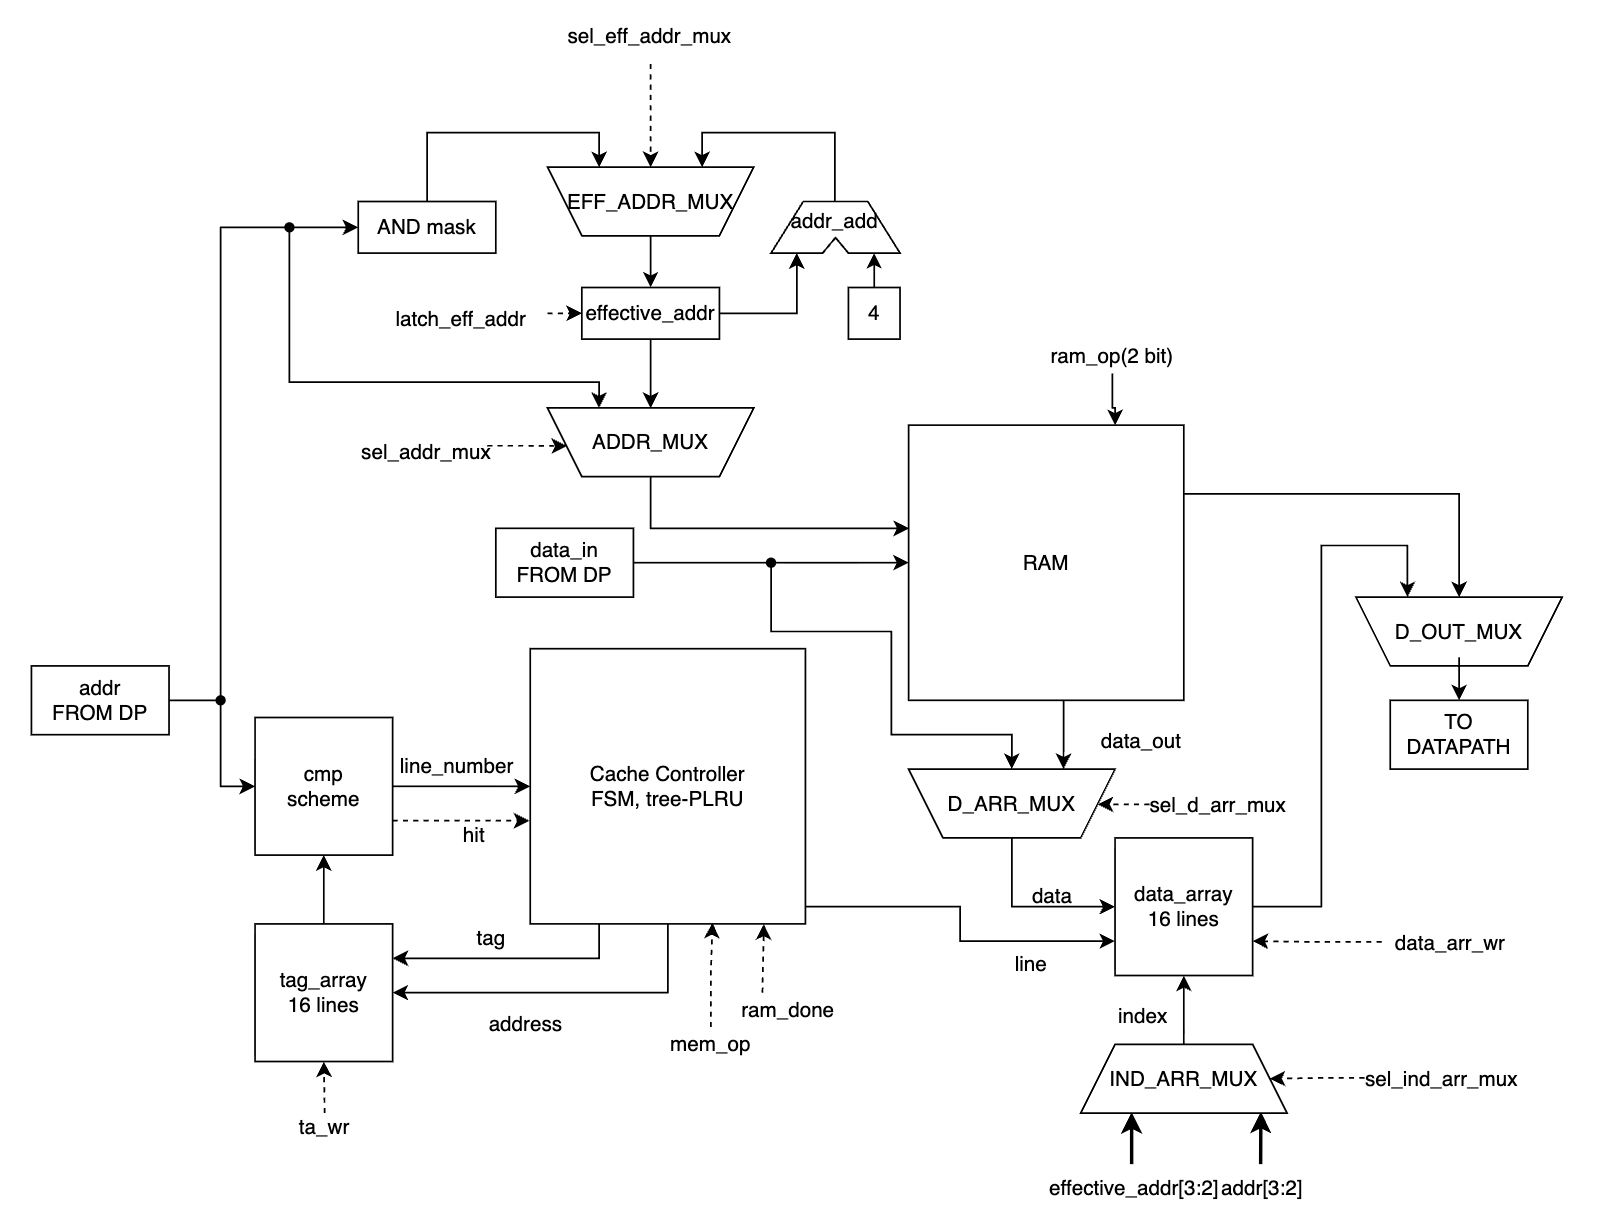 sel_eff_addr_mux
EFF_ADDR_MUX
AND mask
addr_add
latch_eff_addr
effective_addr
4
ram_op(2 bit)
sel_addr_mux
ADDR_MUX
data_in
FROM DP
RAM
D_OUT_MUX
addr
FROM DP
TO
DATAPATH
data_out
cmp
scheme
line_number
hit
Cache Controller
FSM, tree-PLRU
D_ARR_MUX
sel_d_arr_mux
data
data_array
16 lines
tag
line
data_arr_wr
tag_array
16 lines
address
ram_done
mem_op
index
IND_ARR_MUX
sel_ind_arr_mux
ta_wr
effective_addr[3:2]
addr[3:2]